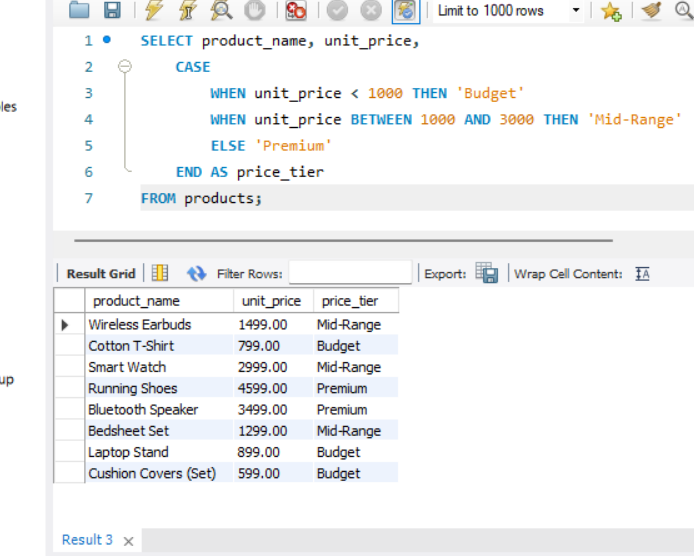 Limit to 1000 rows
1 SELECT product_name, unit_price,
2 CASE
3 WHEN unit_price < 1000 THEN 'Budget'
4 WHEN unit_price BETWEEN 1000 AND 3000 THEN 'Mid-Range'
5 ELSE 'Premium'
6 END AS price_tier
7 FROM products;
les
up
Result Grid Filter Rows: Export: Wrap Cell Content:
product_name unit_price price_tier
Wireless Earbuds 1499.00 Mid-Range
Cotton T-Shirt 799.00 Budget
Smart Watch 2999.00 Mid-Range
Running Shoes 4599.00 Premium
Bluetooth Speaker 3499.00 Premium
Bedsheet Set 1299.00 Mid-Range
Laptop Stand 899.00 Budget
Cushion Covers (Set) 599.00 Budget
Result 3